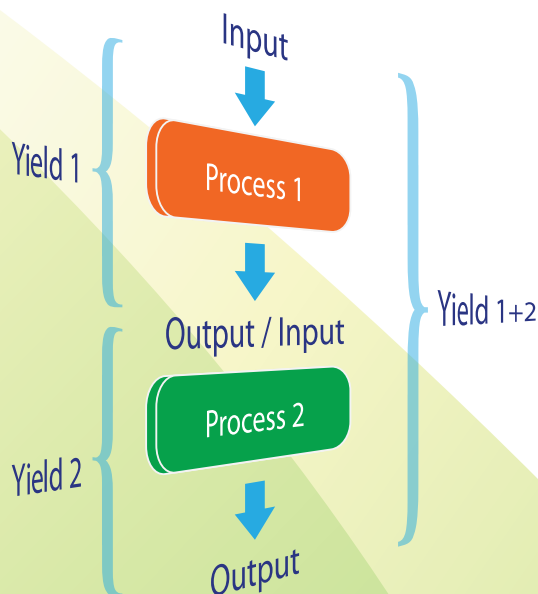 Input
Yield 1
Process 1
Output / Input
Yield 1+2
Process 2
Yield 2
Output